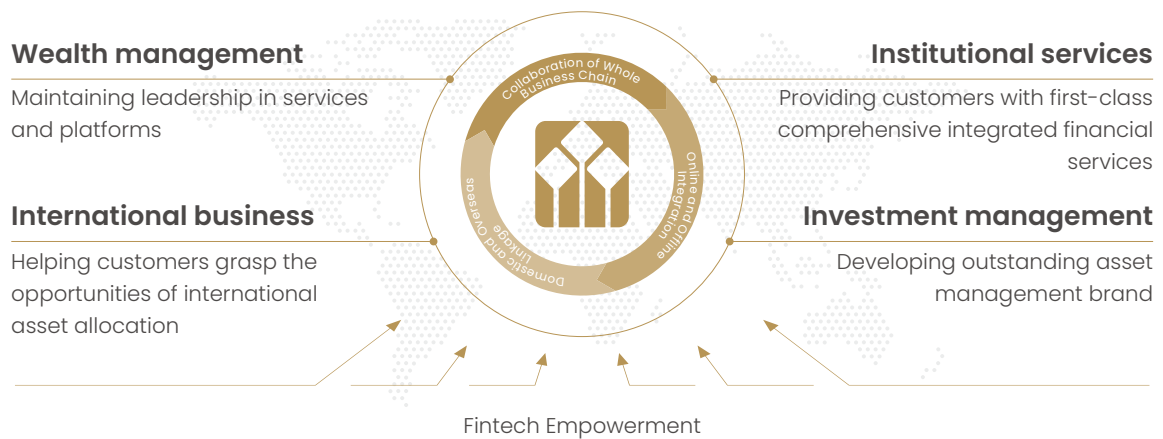 Wealth management
Maintaining leadership in services
and platforms
International business
Helping customers grasp the
opportunities of international
asset allocation
Collaboration of Whole
Business Chain
Online and Offline
Integration
Domestic and Overseas
Linkage
Institutional services
Providing customers with first-class
comprehensive integrated financial
services
Investment management
Developing outstanding asset
management brand
Fintech Empowerment